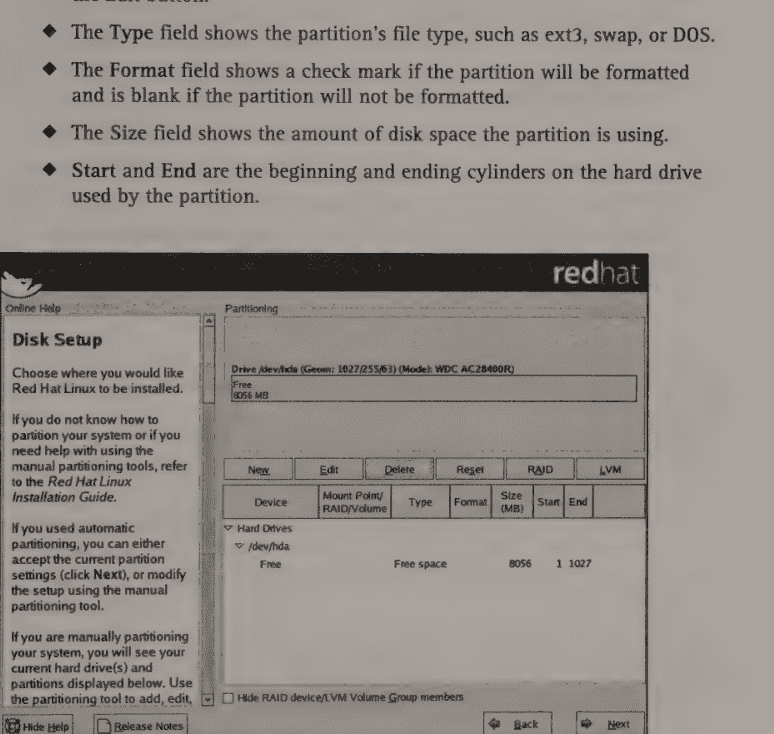 the Edit button.
◆ The Type field shows the partition's file type, such as ext3, swap, or DOS.
◆ The Format field shows a check mark if the partition will be formatted
and is blank if the partition will not be formatted.
◆ The Size field shows the amount of disk space the partition is using.
◆ Start and End are the beginning and ending cylinders on the hard drive
used by the partition.
redhat
Online Help
Disk Setup
Choose where you would like
Red Hat Linux to be installed.
If you do not know how to
partition your system or if you
need help with using the
manual partitioning tools, refer
to the Red Hat Linux
Installation Guide.
If you used automatic
partitioning, you can either
accept the current partition
settings (click Next), or modify
the setup using the manual
partitioning tool.
If you are manually partitioning
your system, you will see your
current hard drive(s) and
partitions displayed below. Use
the partitioning tool to add, edit,
Hide Help
Release Notes
Partitioning
Drive /dev/hda (Geom: 1027/255/63) (Model: WDC AC28400R)
Free
8056 MB
New Edit Delete Reset RAID LVM
Device Mount Point/ RAID/Volume Type Format Size (MB) Start End
Hard Drives
/dev/hda
Free Free space 8056 1 1027
Hide RAID device/LVM Volume Group members
Back Next